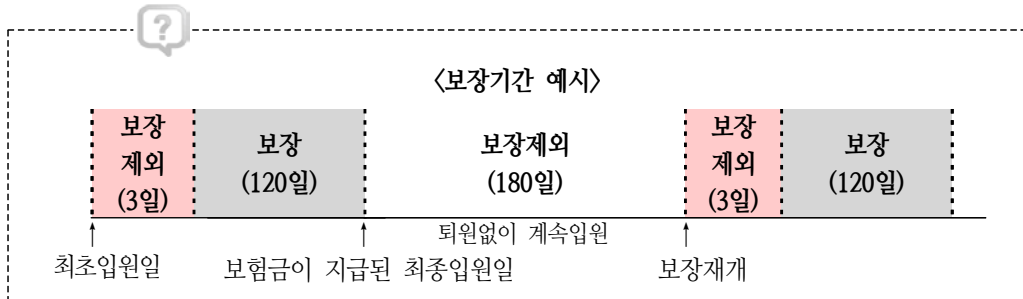 ?
〈보장기간 예시〉
보장
제외
(3일)
보장
(120일)
보장제외
(180일)
보장
제외
(3일)
보장
(120일)
퇴원없이 계속입원
최초입원일
보험금이 지급된 최종입원일
보장재개